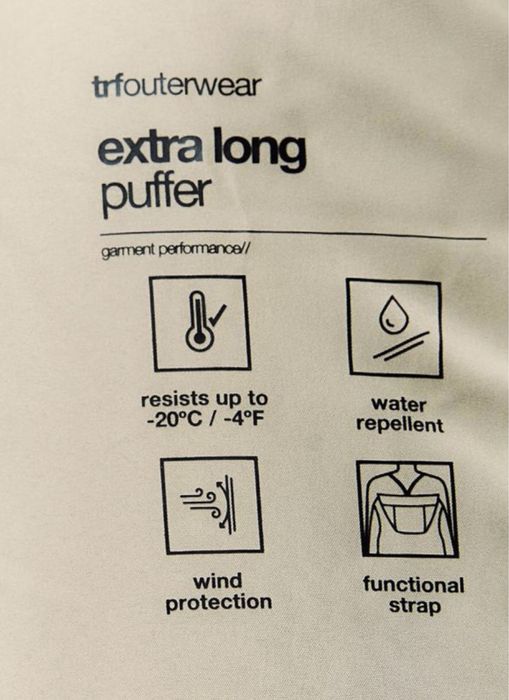 trfouterwear
extra long
puffer
garment performance//
resists up to
-20ºC / -4ºF
water
repellent
wind
protection
functional
strap